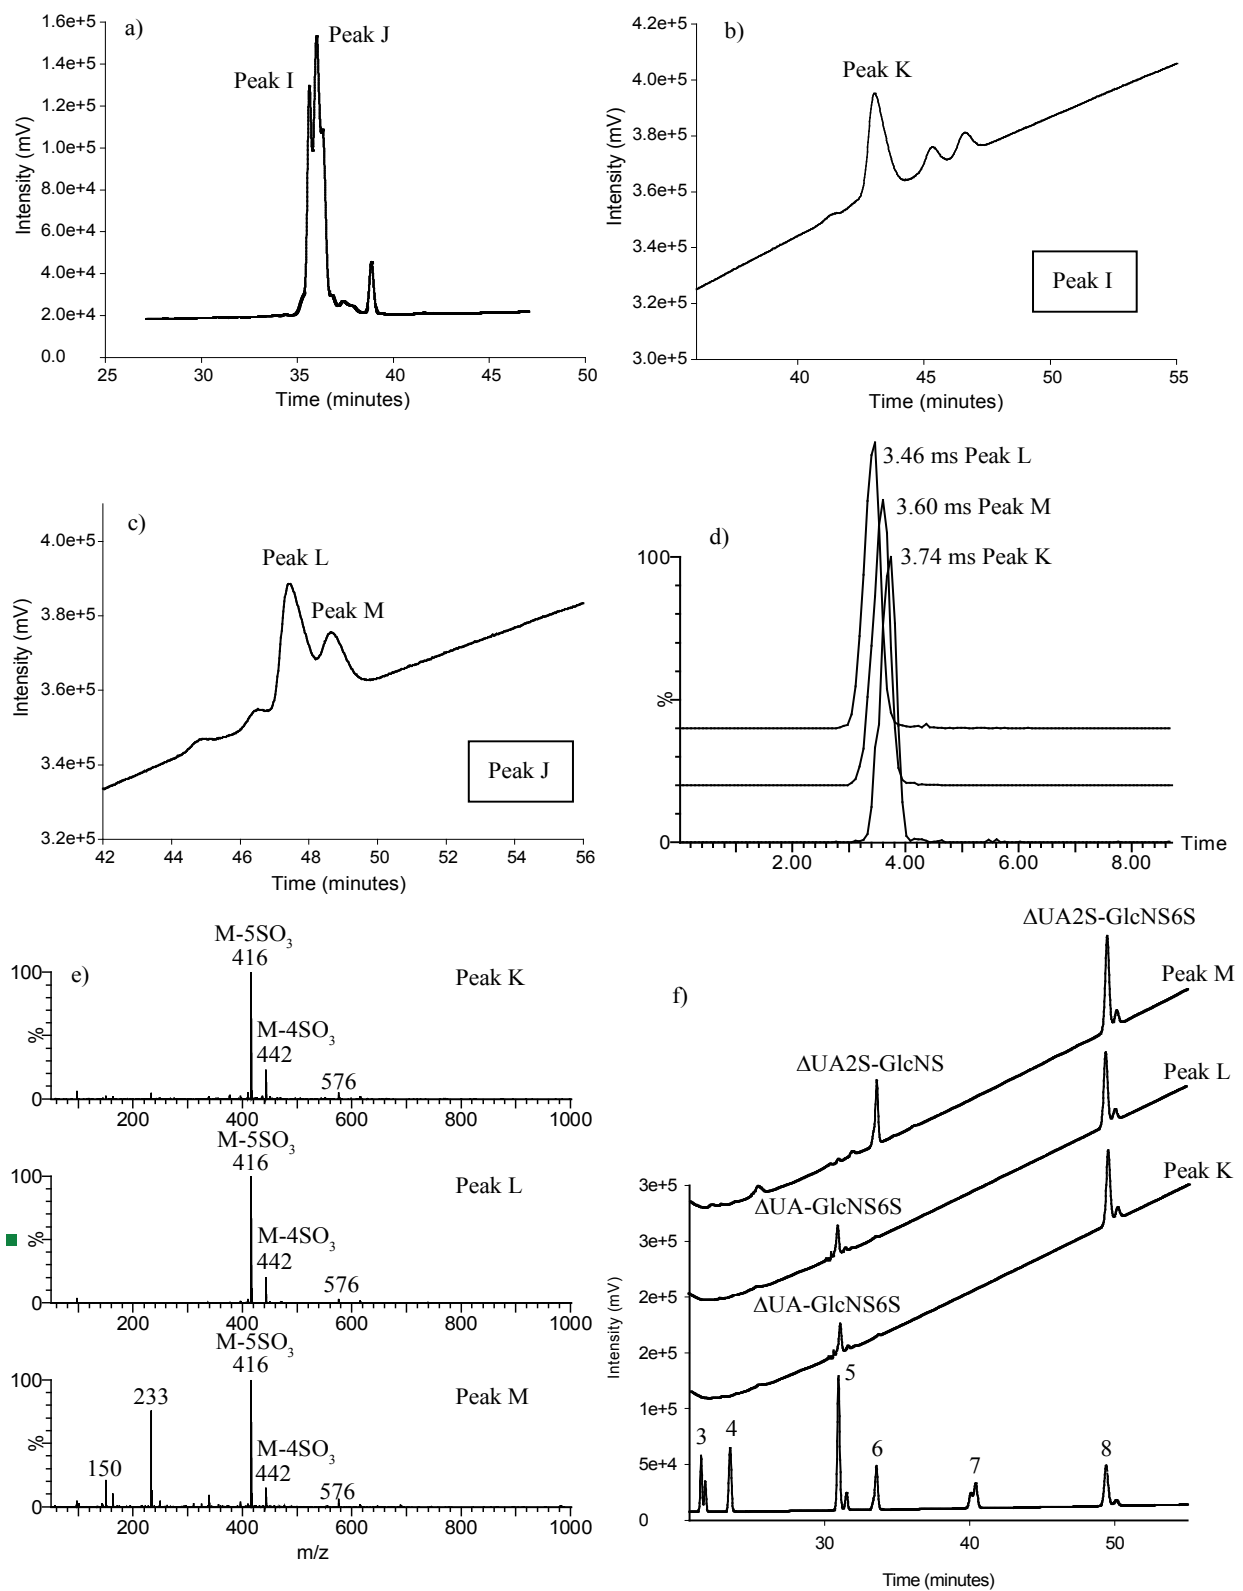 a)
Peak J
Peak I
1.6e+5
1.4e+5
1.2e+5
1.0e+5
8.0e+4
6.0e+4
4.0e+4
2.0e+4
0.0
Intensity (mV)
25 30 35 40 45 50
Time (minutes)
b)
Peak K
4.2e+5
4.0e+5
3.8e+5
3.6e+5
3.4e+5
3.2e+5
3.0e+5
Intensity (mV)
Peak I
40 45 50 55
Time (minutes)
c)
Peak L
Peak M
4.0e+5
3.8e+5
3.6e+5
3.4e+5
3.2e+5
Intensity (mV)
Peak J
42 44 46 48 50 52 54 56
Time (minutes)
d)
3.46 ms Peak L
3.60 ms Peak M
3.74 ms Peak K
100
%
0
Time
2.00 4.00 6.00 8.00
e)
M-5SO3
416
Peak K
100
M-4SO3
442
%
576
0
200 400 600 800 1000
M-5SO3
416
Peak L
100
M-4SO3
442
%
576
0
200 400 600 800 1000
M-5SO3
416
Peak M
100
233
M-4SO3
442
%
150
576
0
200 400 600 800 1000
m/z
f)
ΔUA2S-GlcNS6S
Peak M
ΔUA2S-GlcNS
Peak L
ΔUA-GlcNS6S
Peak K
ΔUA-GlcNS6S
3e+5
3e+5
2e+5
2e+5
1e+5
5e+4
0
Intensity (mV)
3 4 5 6 7 8
30 40 50
Time (minutes)